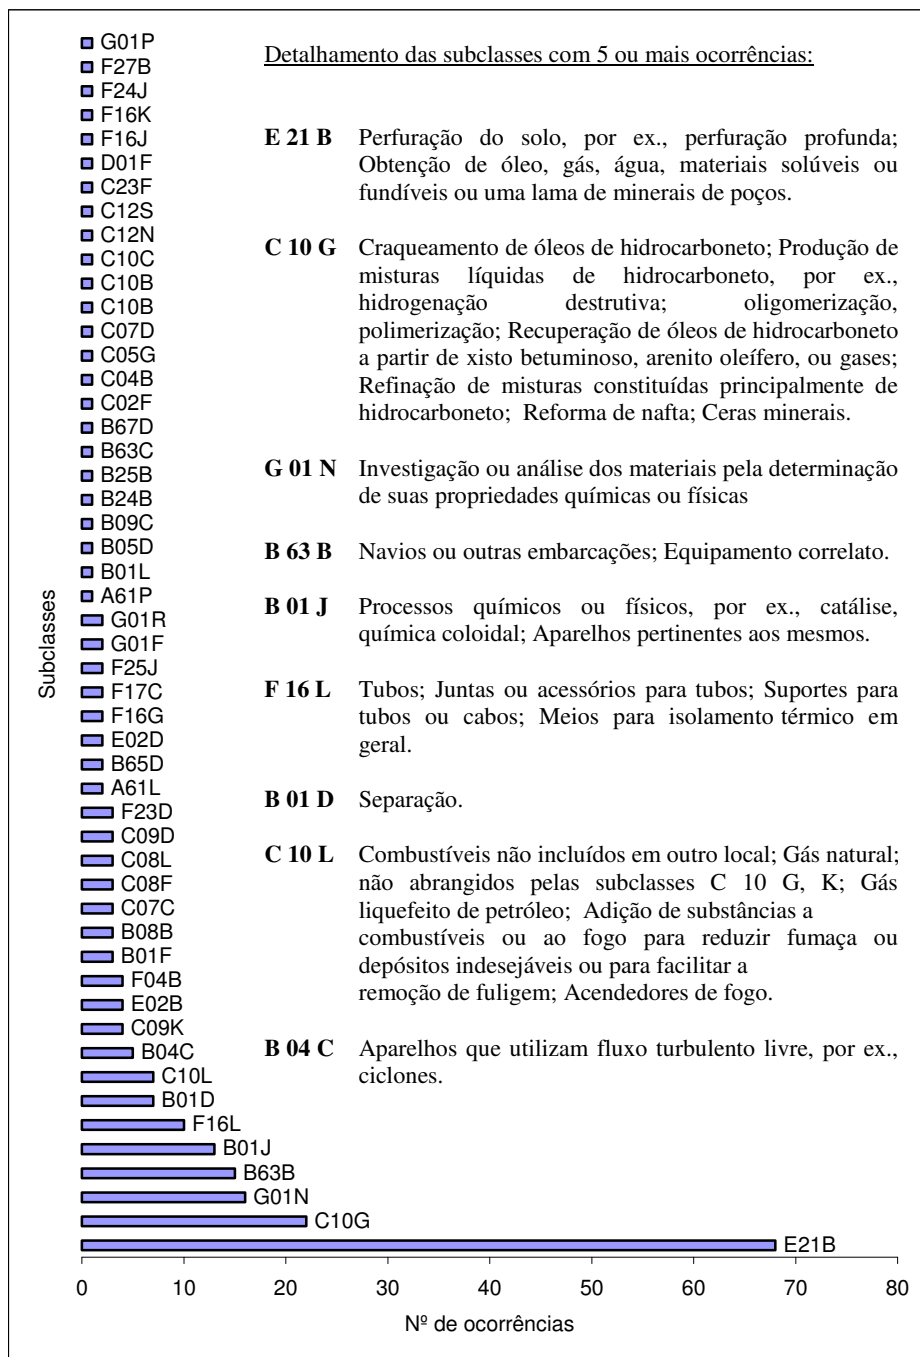 Detalhamento das subclasses com 5 ou mais ocorrências:
E 21 B Perfuração do solo, por ex., perfuração profunda;
Obtenção de óleo, gás, água, materiais solúveis ou
fundíveis ou uma lama de minerais de poços.
C 10 G Craqueamento de óleos de hidrocarboneto; Produção de
misturas líquidas de hidrocarboneto, por ex.,
hidrogenação destrutiva; oligomerização,
polimerização; Recuperação de óleos de hidrocarboneto
a partir de xisto betuminoso, arenito oleífero, ou gases;
Refinação de misturas constituídas principalmente de
hidrocarboneto; Reforma de nafta; Ceras minerais.
G 01 N Investigação ou análise dos materiais pela determinação
de suas propriedades químicas ou físicas
B 63 B Navios ou outras embarcações; Equipamento correlato.
B 01 J Processos químicos ou físicos, por ex., catálise,
química coloidal; Aparelhos pertinentes aos mesmos.
F 16 L Tubos; Juntas ou acessórios para tubos; Suportes para
tubos ou cabos; Meios para isolamento térmico em
geral.
B 01 D Separação.
C 10 L Combustíveis não incluídos em outro local; Gás natural;
não abrangidos pelas subclasses C 10 G, K; Gás
liquefeito de petróleo; Adição de substâncias a
combustíveis ou ao fogo para reduzir fumaça ou
depósitos indesejáveis ou para facilitar a
remoção de fuligem; Acendedores de fogo.
B 04 C Aparelhos que utilizam fluxo turbulento livre, por ex.,
ciclones.
Subclasses
G01P
F27B
F24J
F16K
F16J
D01F
C23F
C12S
C12N
C10C
C10B
C10B
C07D
C05G
C04B
C02F
B67D
B63C
B25B
B24B
B09C
B05D
B01L
A61P
G01R
G01F
F25J
F17C
F16G
E02D
B65D
A61L
F23D
C09D
C08L
C08F
C07C
B08B
B01F
F04B
E02B
C09K
B04C
C10L
B01D
F16L
B01J
B63B
G01N
C10G
E21B
0 10 20 30 40 50 60 70 80
Nº de ocorrências